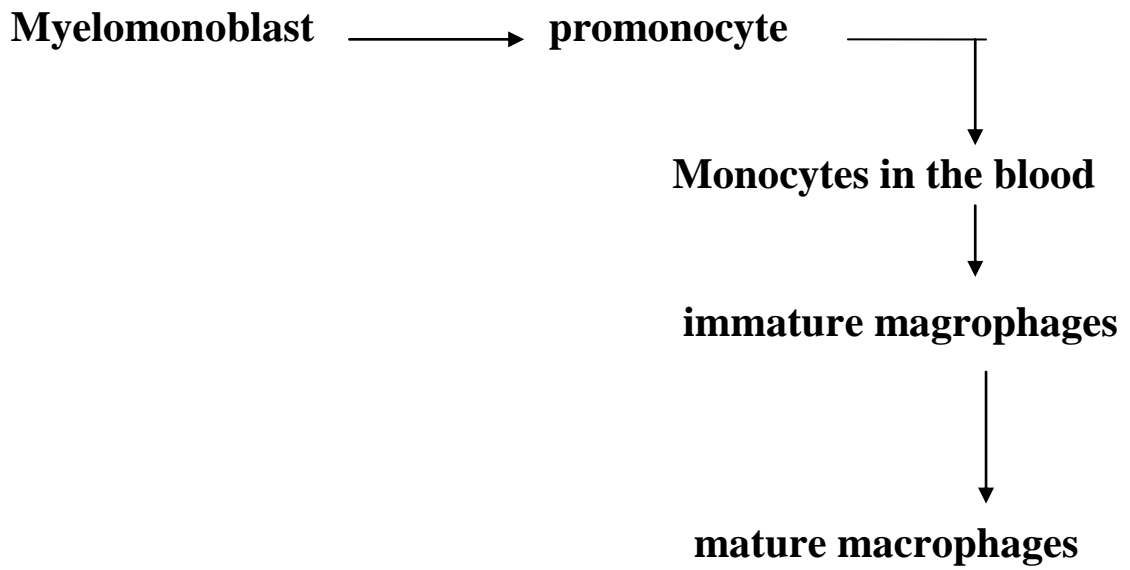 Myelomonoblast promonocyte
Monocytes in the blood
immature magrophages
mature macrophages